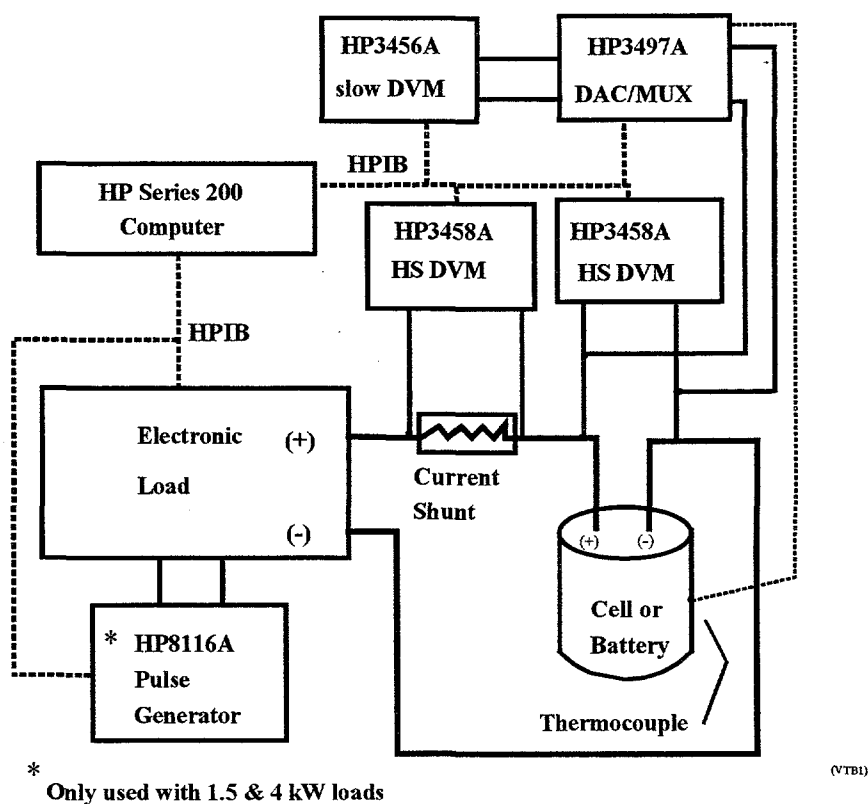 HP3456A
slow DVM
HP3497A
DAC/MUX
HPIB
HP Series 200
Computer
HP3458A
HS DVM
HP3458A
HS DVM
HPIB
Electronic
Load
(+)
(-)
Current
Shunt
(+)
(-)
Cell or
Battery
* HP8116A
Pulse
Generator
Thermocouple
(VTB1)
* Only used with 1.5 & 4 kW loads